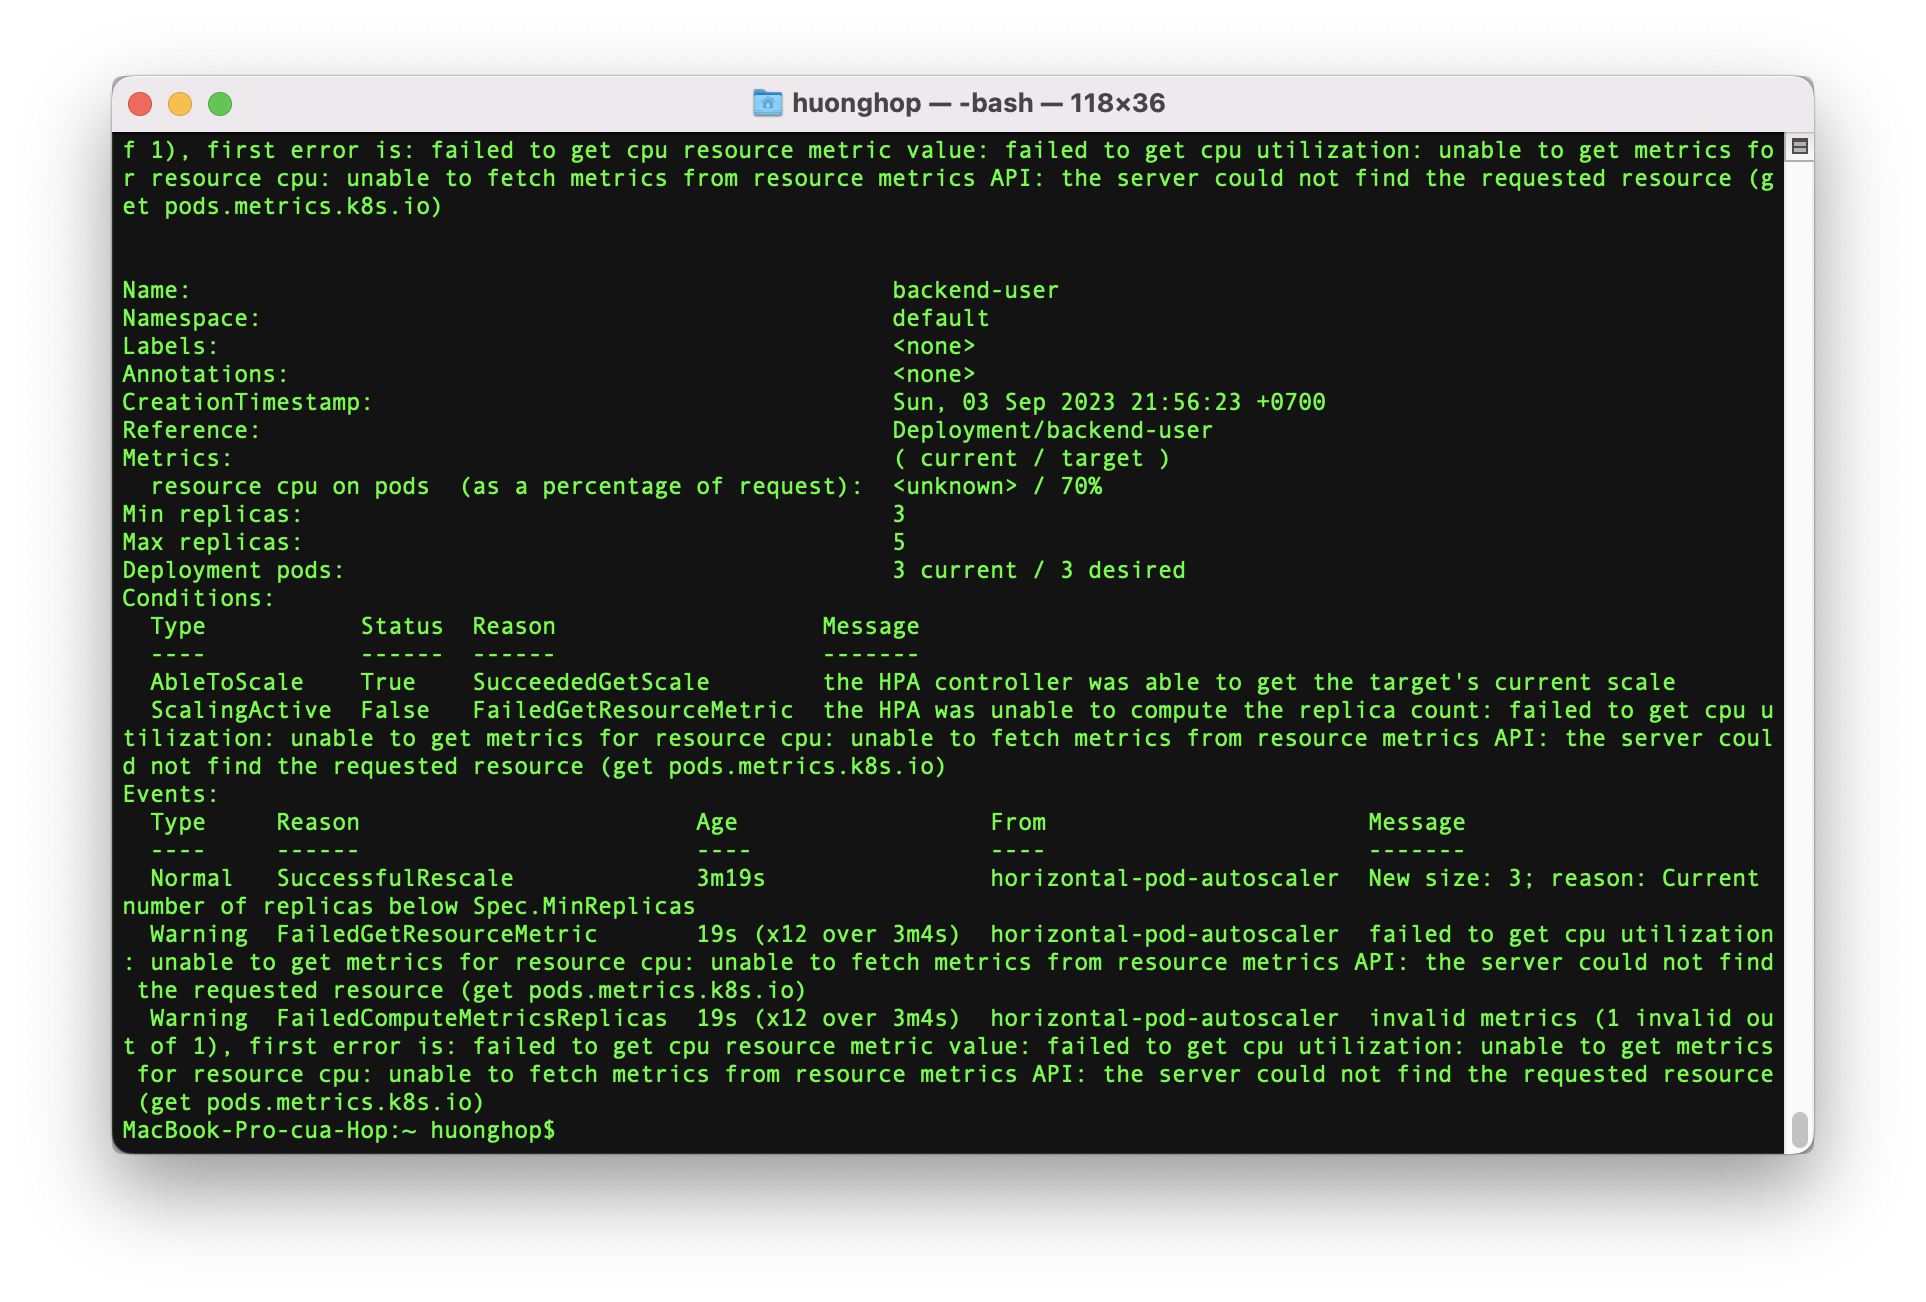 huonghop — -bash — 118×36
f 1), first error is: failed to get cpu resource metric value: failed to get cpu utilization: unable to get metrics fo
r resource cpu: unable to fetch metrics from resource metrics API: the server could not find the requested resource (g
et pods.metrics.k8s.io)
Name:                                                  backend-user
Namespace:                                             default
Labels:                                                <none>
Annotations:                                           <none>
CreationTimestamp:                                     Sun, 03 Sep 2023 21:56:23 +0700
Reference:                                             Deployment/backend-user
Metrics:                                               ( current / target )
  resource cpu on pods  (as a percentage of request):  <unknown> / 70%
Min replicas:                                          3
Max replicas:                                          5
Deployment pods:                                       3 current / 3 desired
Conditions:
  Type           Status  Reason                   Message
  ----           ------  ------                   -------
  AbleToScale    True    SucceededGetScale        the HPA controller was able to get the target's current scale
  ScalingActive  False   FailedGetResourceMetric  the HPA was unable to compute the replica count: failed to get cpu u
tilization: unable to get metrics for resource cpu: unable to fetch metrics from resource metrics API: the server coul
d not find the requested resource (get pods.metrics.k8s.io)
Events:
  Type     Reason                        Age                  From                       Message
  ----     ------                        ----                 ----                       -------
  Normal   SuccessfulRescale             3m19s                horizontal-pod-autoscaler  New size: 3; reason: Current
number of replicas below Spec.MinReplicas
  Warning  FailedGetResourceMetric       19s (x12 over 3m4s)  horizontal-pod-autoscaler  failed to get cpu utilization
: unable to get metrics for resource cpu: unable to fetch metrics from resource metrics API: the server could not find
 the requested resource (get pods.metrics.k8s.io)
  Warning  FailedComputeMetricsReplicas  19s (x12 over 3m4s)  horizontal-pod-autoscaler  invalid metrics (1 invalid ou
t of 1), first error is: failed to get cpu resource metric value: failed to get cpu utilization: unable to get metrics
 for resource cpu: unable to fetch metrics from resource metrics API: the server could not find the requested resource
 (get pods.metrics.k8s.io)
MacBook-Pro-cua-Hop:~ huonghop$